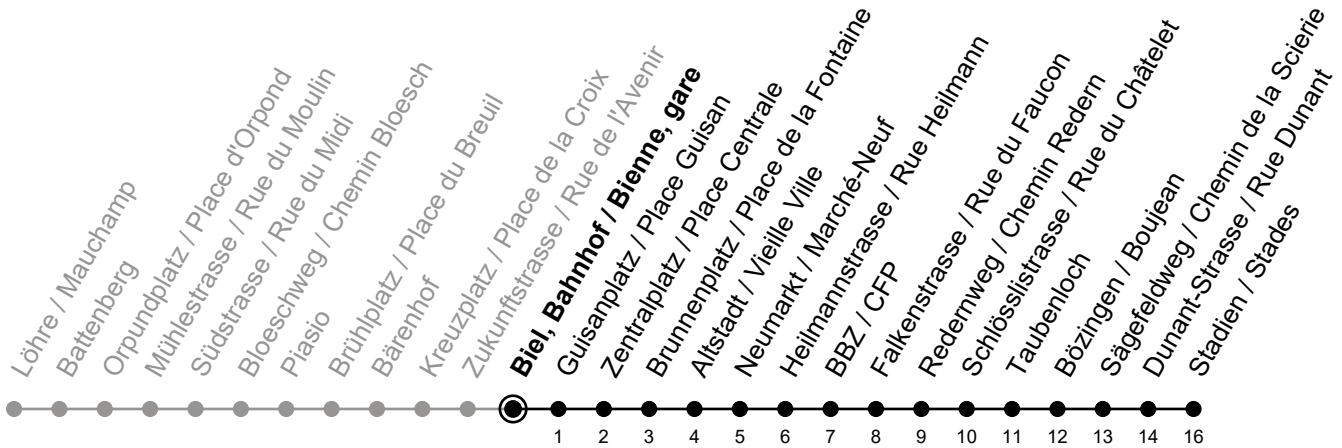 Löhre / Mauchamp
Battenberg
Orpundplatz / Place d'Orpond
Mühlestrasse / Rue du Moulin
Südstrasse / Rue du Midi
Bloeschweg / Chemin Bloesch
Piasio
Brühlplatz / Place du Breuil
Bärenhof
Kreuzplatz / Place de la Croix
Zukunftstrasse / Rue de l'Avenir
Biel, Bahnhof / Bienne, gare
Guisanplatz / Place Guisan
Zentralplatz / Place Centrale
Brunnenplatz / Place de la Fontaine
Altstadt / Vieille Ville
Neumarkt / Marché-Neuf
Heilmannstrasse / Rue Heilmann
BBZ / CFP
Falkenstrasse / Rue du Faucon
Redernweg / Chemin Redern
Schlösslistrasse / Rue du Châtelet
Taubenloch
Bözingen / Boujean
Sägefeldweg / Chemin de la Scierie
Dunant-Strasse / Rue Dunant
Stadien / Stades
1 2 3 4 5 6 7 8 9 10 11 12 13 14 16